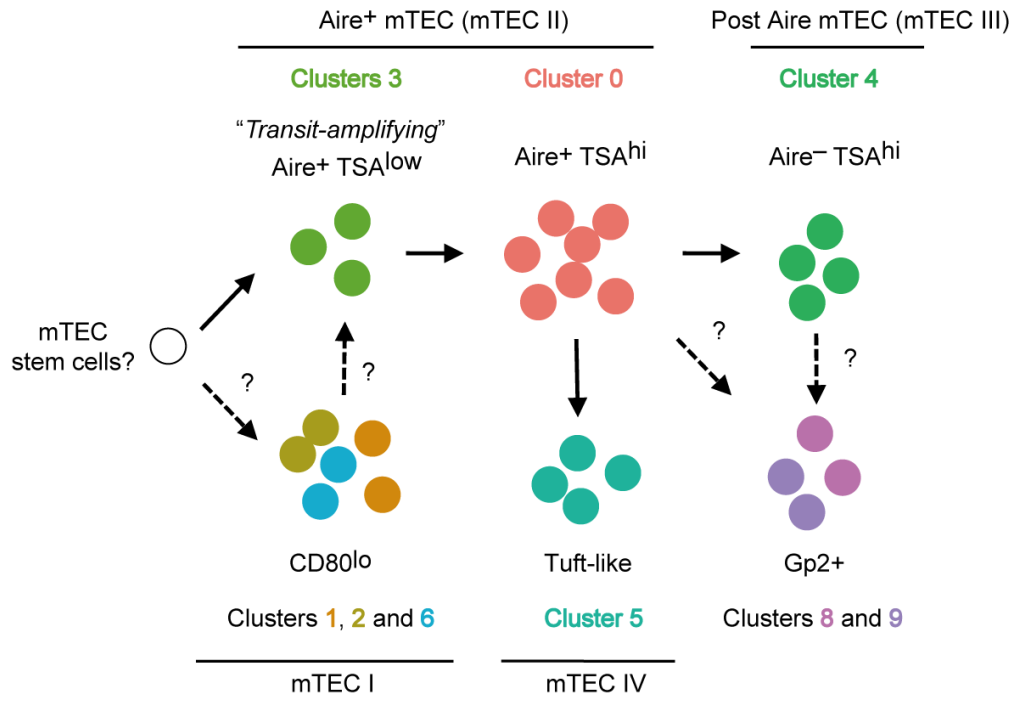 Aire+ mTEC (mTEC II)
Post Aire mTEC (mTEC III)
Clusters 3
Cluster 0
Cluster 4
“Transit-amplifying”
Aire+ TSAlow
Aire+ TSAhi
Aire– TSAhi
mTEC
stem cells?
?
?
?
?
CD80lo
Tuft-like
Gp2+
Clusters 1, 2 and 6
Cluster 5
Clusters 8 and 9
mTEC I
mTEC IV